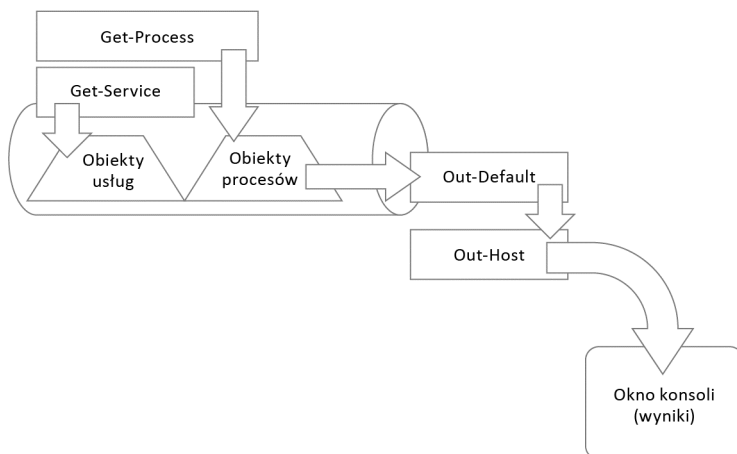 Get-Process
Get-Service
Obiekty
usług
Obiekty
procesów
Out-Default
Out-Host
Okno konsoli
(wyniki)